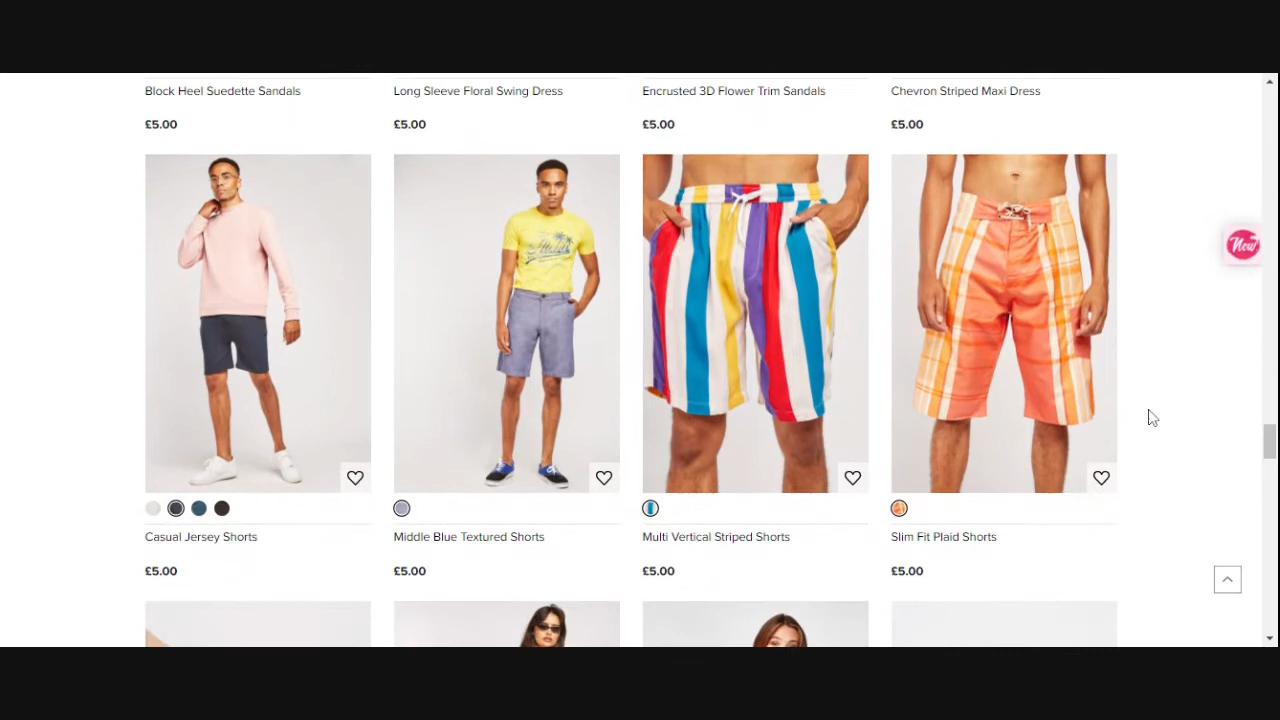 Block Heel Suedette Sandals
Long Sleeve Floral Swing Dress
Encrusted 3D Flower Trim Sandals
Chevron Striped Maxi Dress
£5.00
£5.00
£5.00
£5.00
New
Casual Jersey Shorts
Middle Blue Textured Shorts
Multi Vertical Striped Shorts
Slim Fit Plaid Shorts
£5.00
£5.00
£5.00
£5.00